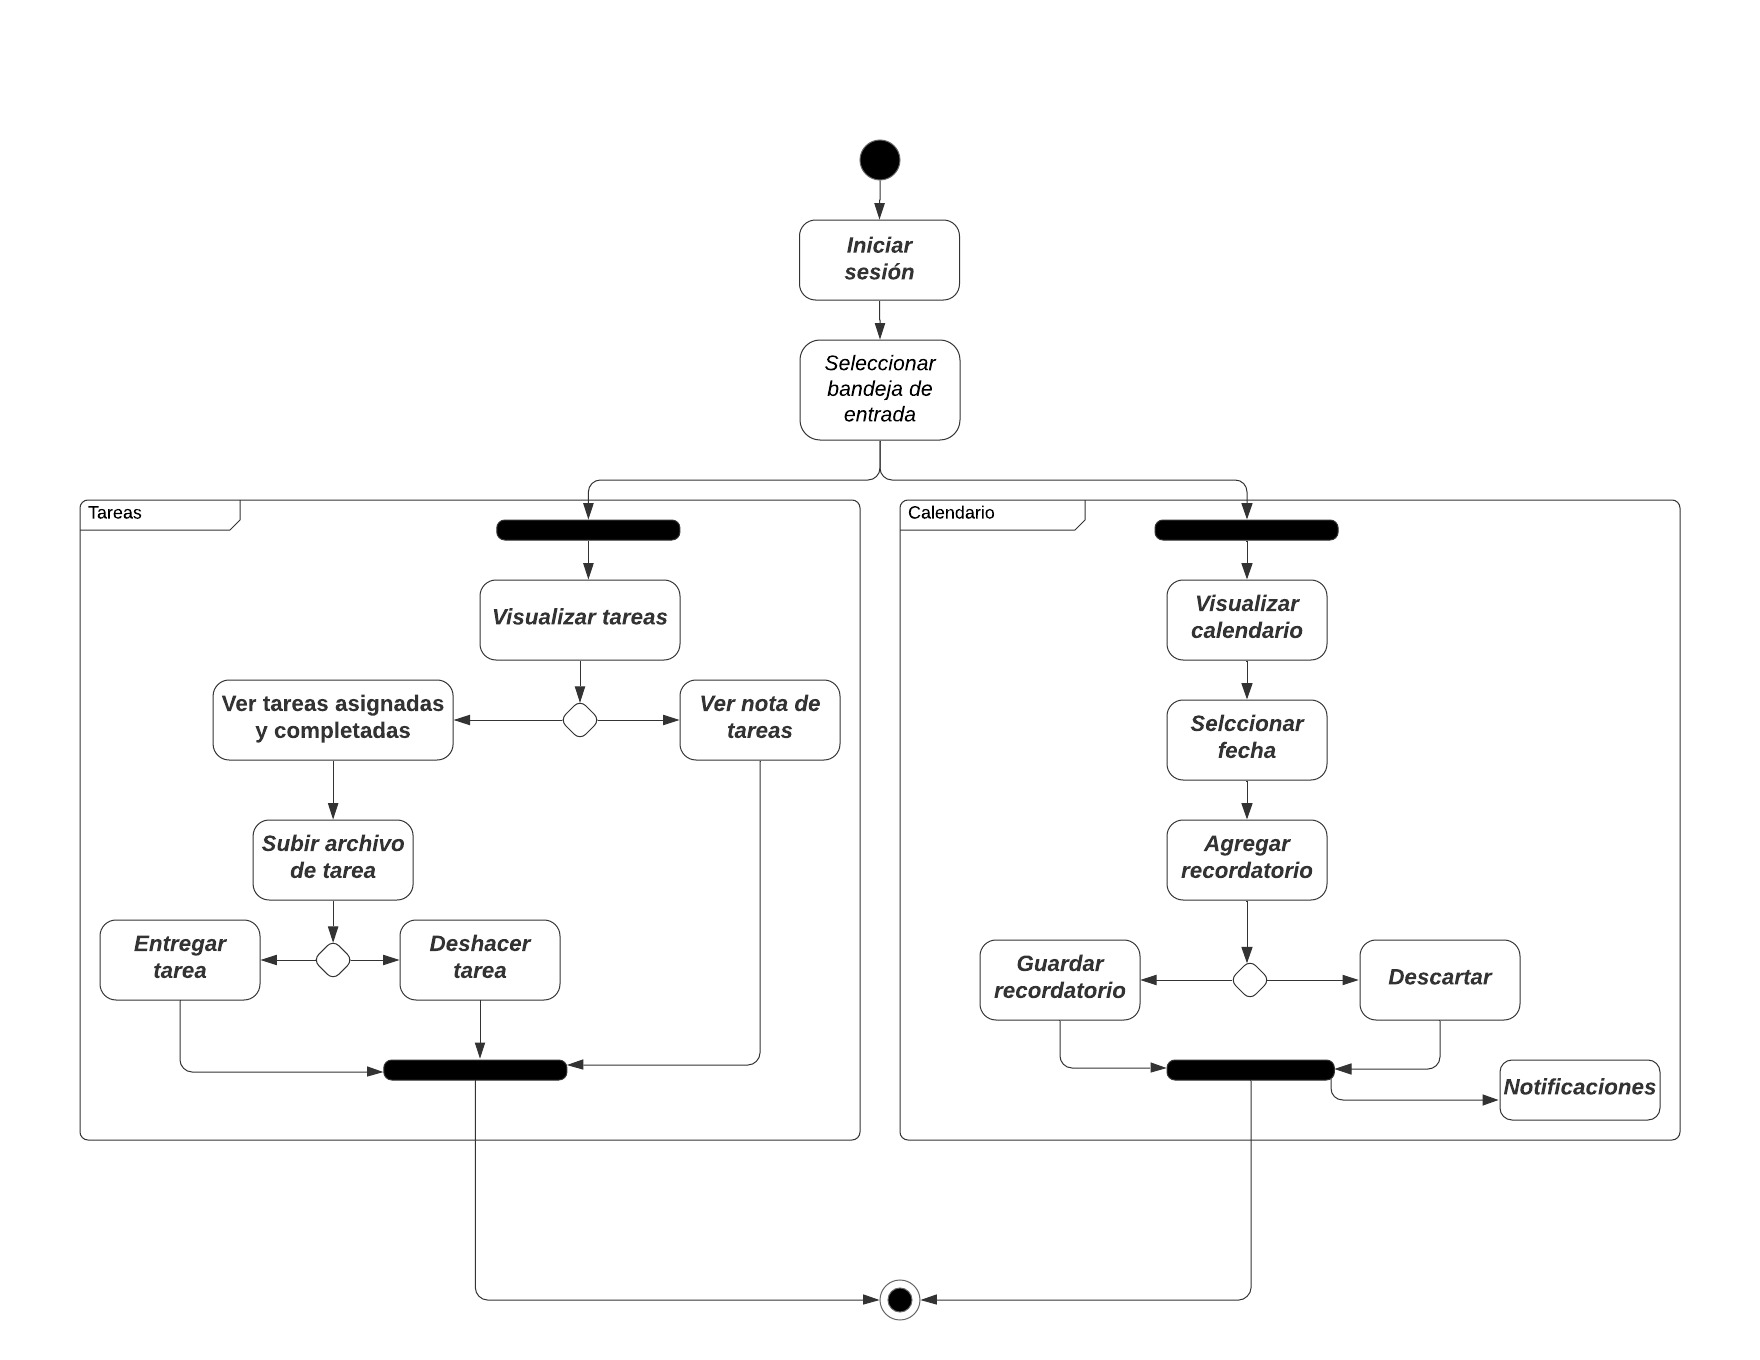 Iniciar
sesión
Seleccionar
bandeja de
entrada
Tareas
Visualizar tareas
Ver tareas asignadas
y completadas
Ver nota de
tareas
Subir archivo
de tarea
Entregar
tarea
Deshacer
tarea
Calendario
Visualizar
calendario
Selccionar
fecha
Agregar
recordatorio
Guardar
recordatorio
Descartar
Notificaciones